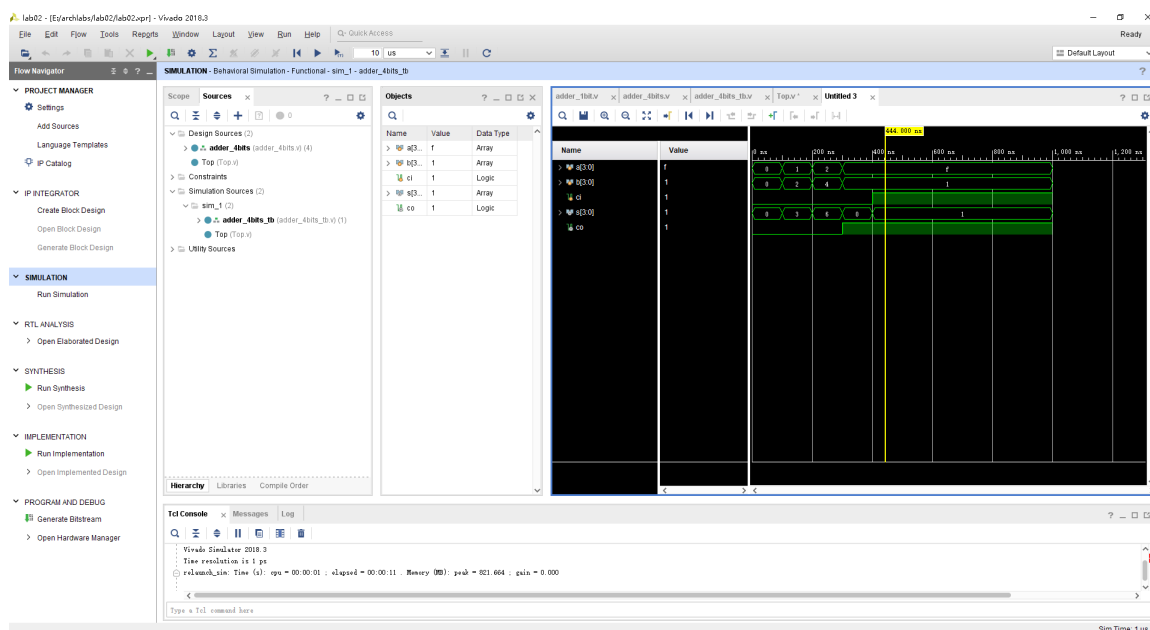 lab02 - [E:/archlabs/lab02/lab02.xpr] - Vivado 2018.3
File Edit Flow Tools Reports Window Layout View Run Help Q- Quick Access
Ready
10 us
Default Layout
Flow Navigator
SIMULATION - Behavioral Simulation - Functional - sim_1 - adder_4bits_tb
PROJECT MANAGER
Settings
Add Sources
Language Templates
IP Catalog
IP INTEGRATOR
Create Block Design
Open Block Design
Generate Block Design
SIMULATION
Run Simulation
RTL ANALYSIS
Open Elaborated Design
SYNTHESIS
Run Synthesis
Open Synthesized Design
IMPLEMENTATION
Run Implementation
Open Implemented Design
PROGRAM AND DEBUG
Generate Bitstream
Open Hardware Manager
Scope Sources
0
Design Sources (2)
adder_4bits (adder_4bits.v) (4)
Top (Top.v)
Constraints
Simulation Sources (2)
sim_1 (2)
adder_4bits_tb (adder_4bits_tb.v) (1)
Top (Top.v)
Utility Sources
Hierarchy Libraries Compile Order
Objects
Name Value Data Type
a[3... f Array
b[3... 1 Array
ci 1 Logic
s[3... 1 Array
co 1 Logic
adder_1bit.v adder_4bits.v adder_4bits_tb.v Top.v * Untitled 3
444.000 ns
Name Value
0 ns 200 ns 400 ns 600 ns 800 ns 1,000 ns 1,200 ns
a[3:0] f 0 1 2 f
b[3:0] 1 0 2 4 1
ci 1
s[3:0] 1 0 3 6 0 1
co 1
Tcl Console Messages Log
Vivado Simulator 2018.3
Time resolution is 1 ps
relaunch_sim: Time (s): cpu = 00:00:01 ; elapsed = 00:00:11 . Memory (MB): peak = 821.664 ; gain = 0.000
Type a Tcl command here
Sim Time: 1 us